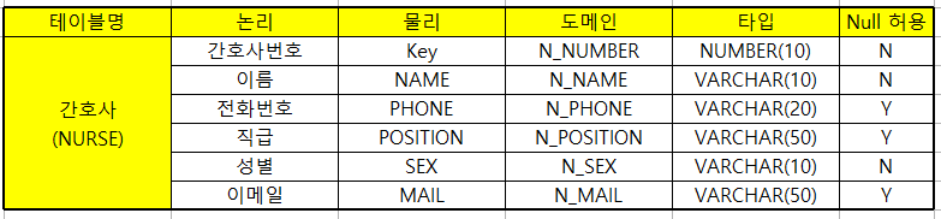 테이블명 논리 물리 도메인 타입 Null 허용
간호사번호 Key N_NUMBER NUMBER(10) N
이름 NAME N_NAME VARCHAR(10) N
간호사 전화번호 PHONE N_PHONE VARCHAR(20) Y
(NURSE) 직급 POSITION N_POSITION VARCHAR(50) Y
성별 SEX N_SEX VARCHAR(10) N
이메일 MAIL N_MAIL VARCHAR(50) Y